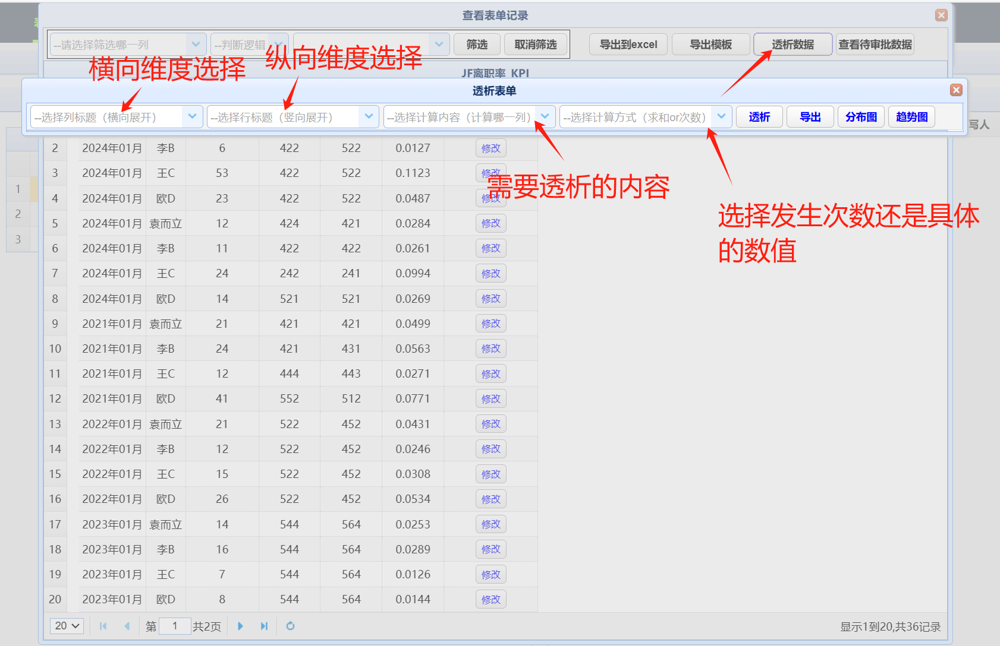 查看表单记录
--请选择筛选哪一列
--判断逻辑
筛选
取消筛选
导出到excel
导出模板
透析数据
查看待审批数据
横向维度选择
纵向维度选择
JF离职率 KPI
透析表单
--选择列标题（横向展开）
--选择行标题（竖向展开）
--选择计算内容（计算哪一列）
--选择计算方式（求和or次数）
透析
导出
分布图
趋势图
写人
2 2024年01月 李B 6 422 522 0.0127 修改
3 2024年01月 王C 53 422 522 0.1123 修改
需要透析的内容
4 2024年01月 欧D 23 422 522 0.0487 修改
选择发生次数还是具体
的数值
5 2024年01月 袁而立 12 424 421 0.0284 修改
6 2024年01月 李B 11 422 422 0.0261 修改
7 2024年01月 王C 24 242 241 0.0994 修改
8 2024年01月 欧D 14 521 521 0.0269 修改
9 2021年01月 袁而立 21 421 421 0.0499 修改
10 2021年01月 李B 24 421 431 0.0563 修改
11 2021年01月 王C 12 444 443 0.0271 修改
12 2021年01月 欧D 41 552 512 0.0771 修改
13 2022年01月 袁而立 21 522 452 0.0431 修改
14 2022年01月 李B 12 522 452 0.0246 修改
15 2022年01月 王C 15 522 452 0.0308 修改
16 2022年01月 欧D 26 522 452 0.0534 修改
17 2023年01月 袁而立 14 544 564 0.0253 修改
18 2023年01月 李B 16 544 564 0.0289 修改
19 2023年01月 王C 7 544 564 0.0126 修改
20 2023年01月 欧D 8 544 564 0.0144 修改
1
2
3
20 第 1 共2页
显示1到20,共36记录